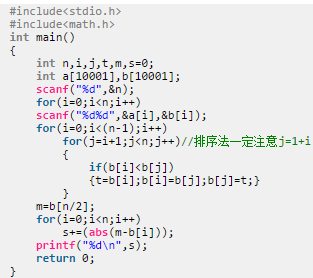 #include<stdio.h>
#include<math.h>
int main()
{
    int n,i,j,t,m,s=0;
    int a[10001],b[10001];
    scanf("%d",&n);
    for(i=0;i<n;i++)
    scanf("%d%d",&a[i],&b[i]);
    for(i=0;i<(n-1);i++)
        for(j=i+1;j<n;j++)//排序法一定注意j=1+i
        {
            if(b[i]<b[j])
            {t=b[i];b[i]=b[j];b[j]=t;}
        }
    m=b[n/2];
    for(i=0;i<n;i++)
        s+=(abs(m-b[i]));
    printf("%d\n",s);
    return 0;
}